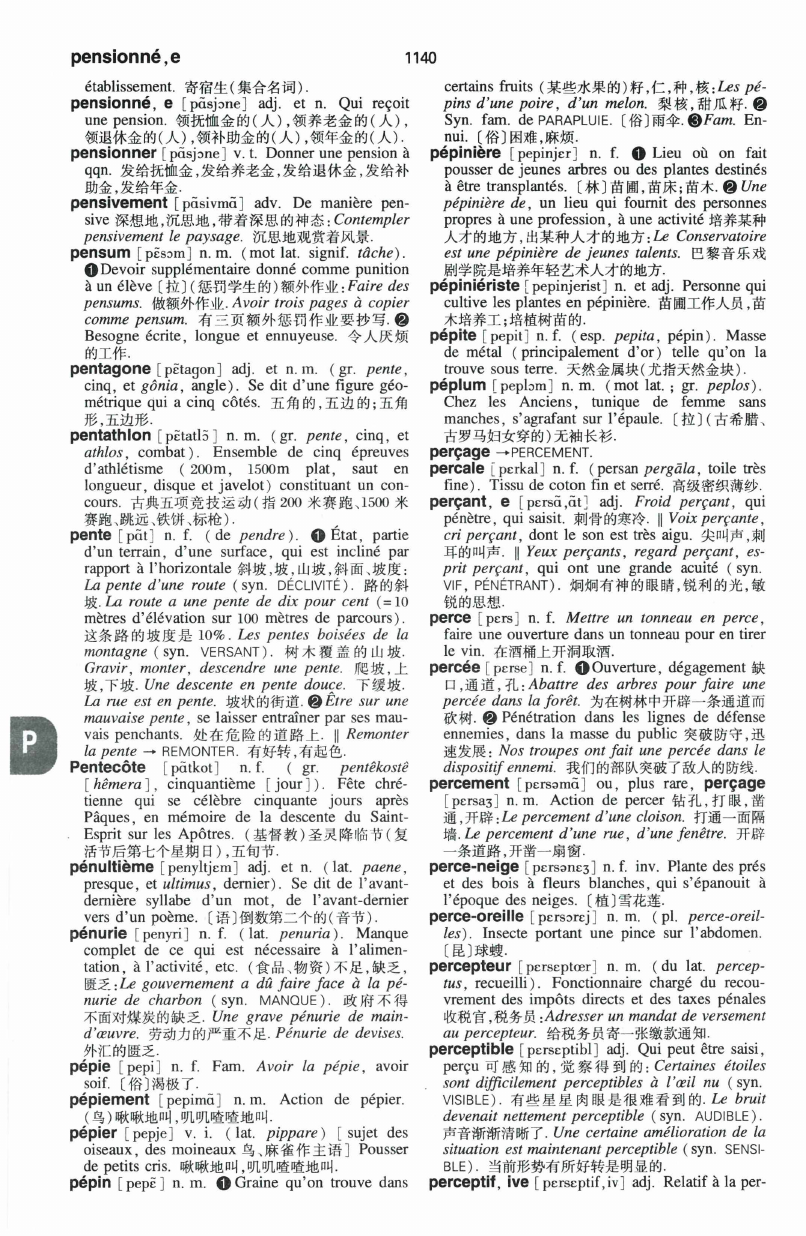 pensionné,e
1140
établissement. 寄宿生(集合名词).
pensionné, e [pɑ̃sjɔne] adj. et n. Qui reçoit
une pension. 领抚恤金的(人),领养老金的(人),
领退休金的(人),领补助金的(人),领年金的(人).
pensionner [pɑ̃sjɔne] v. t. Donner une pension à
qqn. 发给抚恤金,发给养老金,发给退休金,发给补
助金,发给年金.
pensivement [pɑ̃sivmɑ̃] adv. De manière pen-
sive 深想地,沉思地,带着深思的神态:Contempler
pensivement le paysage. 沉思地观赏着风景.
pensum [pɛ̃sɔm] n. m. (mot lat. signif. tâche).
❶Devoir supplémentaire donné comme punition
à un élève〔拉〕(惩罚学生的)额外作业:Faire des
pensums. 做额外作业. Avoir trois pages à copier
comme pensum. 有三页额外惩罚作业要抄写. ❷
Besogne écrite, longue et ennuyeuse. 令人厌烦
的工作.
pentagone [pɛ̃tagɔn] adj. et n. m. (gr. pente,
cinq, et gônia, angle). Se dit d'une figure géo-
métrique qui a cinq côtés. 五角的,五边的;五角
形,五边形.
pentathlon [pɛ̃tatlɔ̃] n. m. (gr. pente, cinq, et
athlos, combat). Ensemble de cinq épreuves
d'athlétisme (200m, 1500m plat, saut en
longueur, disque et javelot) constituant un con-
cours. 古典五项竞技运动(指 200 米赛跑、1500 米
赛跑、跳远、铁饼、标枪).
pente [pɑ̃t] n. f. (de pendre). ❶ État, partie
d'un terrain, d'une surface, qui est incliné par
rapport à l'horizontale 斜坡,坡,山坡,斜面、坡度:
La pente d'une route (syn. DÉCLIVITÉ). 路的斜
坡. La route a une pente de dix pour cent (=10
mètres d'élévation sur 100 mètres de parcours).
这条路的坡度是 10%. Les pentes boisées de la
montagne (syn. VERSANT). 树木覆盖的山坡.
Gravir, monter, descendre une pente. 爬坡,上
坡,下坡. Une descente en pente douce. 下缓坡.
La rue est en pente. 坡状的街道. ❷ Être sur une
mauvaise pente, se laisser entraîner par ses mau-
vais penchants. 处在危险的道路上. ‖ Remonter
la pente → REMONTER. 有好转,有起色.
Pentecôte [pɑ̃tkot] n. f. ( gr. pentêkostê
[hêmera], cinquantième [jour]). Fête chré-
tienne qui se célèbre cinquante jours après
Pâques, en mémoire de la descente du Saint-
Esprit sur les Apôtres. (基督教)圣灵降临节(复
活节后第七个星期日),五旬节.
pénultième [penyltjɛm] adj. et n. (lat. paene,
presque, et ultimus, dernier). Se dit de l'avant-
dernière syllabe d'un mot, de l'avant-dernier
vers d'un poème. 〔语〕倒数第二个的(音节).
pénurie [penyri] n. f. (lat. penuria). Manque
complet de ce qui est nécessaire à l'alimen-
tation, à l'activité, etc. (食品、物资)不足,缺乏,
匮乏:Le gouvernement a dû faire face à la pé-
nurie de charbon (syn. MANQUE). 政府不得
不面对煤炭的缺乏. Une grave pénurie de main-
d'œuvre. 劳动力的严重不足. Pénurie de devises.
外汇的匮乏.
pépie [pepi] n. f. Fam. Avoir la pépie, avoir
soif.〔俗〕渴极了.
pépiement [pepimɑ̃] n. m. Action de pépier.
(鸟)啾啾地叫,叽叽喳喳地叫.
pépier [pepje] v. i. (lat. pippare) [sujet des
oiseaux, des moineaux 鸟、麻雀作主语] Pousser
de petits cris. 啾啾地叫,叽叽喳喳地叫.
pépin [pepɛ̃] n. m. ❶ Graine qu'on trouve dans
P
certains fruits (某些水果的)籽,仁,种,核:Les pé-
pins d'une poire, d'un melon. 梨核,甜瓜籽. ❷
Syn. fam. de PARAPLUIE.〔俗〕雨伞. ❸Fam. En-
nui.〔俗〕困难,麻烦.
pépinière [pepinjɛr] n. f. ❶ Lieu où on fait
pousser de jeunes arbres ou des plantes destinés
à être transplantés.〔林〕苗圃,苗床;苗木. ❷ Une
pépinière de, un lieu qui fournit des personnes
propres à une profession, à une activité 培养某种
人才的地方,出某种人才的地方:Le Conservatoire
est une pépinière de jeunes talents. 巴黎音乐戏
剧学院是培养年轻艺术人才的地方.
pépiniériste [pepinjerist] n. et adj. Personne qui
cultive les plantes en pépinière. 苗圃工作人员,苗
木培养工;培植树苗的.
pépite [pepit] n. f. (esp. pepita, pépin). Masse
de métal (principalement d'or) telle qu'on la
trouve sous terre. 天然金属块(尤指天然金块).
péplum [peplɔm] n. m. (mot lat. ; gr. peplos).
Chez les Anciens, tunique de femme sans
manches, s'agrafant sur l'épaule.〔拉〕(古希腊、
古罗马妇女穿的)无袖长衫.
perçage →PERCEMENT.
percale [pɛrkal] n. f. (persan pergāla, toile très
fine). Tissu de coton fin et serré. 高级密织薄纱.
perçant, e [pɛrsɑ̃,ɑ̃t] adj. Froid perçant, qui
pénètre, qui saisit. 刺骨的寒冷. ‖ Voix perçante,
cri perçant, dont le son est très aigu. 尖叫声,刺
耳的叫声. ‖ Yeux perçants, regard perçant, es-
prit perçant, qui ont une grande acuité (syn.
VIF, PÉNÉTRANT). 炯炯有神的眼睛,锐利的光,敏
锐的思想.
perce [pɛrs] n. f. Mettre un tonneau en perce,
faire une ouverture dans un tonneau pour en tirer
le vin. 在酒桶上开洞取酒.
percée [pɛrse] n. f. ❶Ouverture, dégagement 缺
口,通道,孔:Abattre des arbres pour faire une
percée dans la forêt. 为在树林中开辟一条通道而
砍树. ❷ Pénétration dans les lignes de défense
ennemies, dans la masse du public 突破防守,迅
速发展: Nos troupes ont fait une percée dans le
dispositif ennemi. 我们的部队突破了敌人的防线.
percement [pɛrsəmɑ̃] ou, plus rare, perçage
[pɛrsaʒ] n. m. Action de percer 钻孔,打眼,凿
通,开辟:Le percement d'une cloison. 打通一面隔
墙. Le percement d'une rue, d'une fenêtre. 开辟
一条道路,开凿一扇窗.
perce-neige [pɛrsənɛʒ] n. f. inv. Plante des prés
et des bois à fleurs blanches, qui s'épanouit à
l'époque des neiges.〔植〕雪花莲.
perce-oreille [pɛrsɔrej] n. m. (pl. perce-oreil-
les). Insecte portant une pince sur l'abdomen.
〔昆〕球螋.
percepteur [pɛrsɛptœr] n. m. (du lat. percep-
tus, recueilli). Fonctionnaire chargé du recou-
vrement des impôts directs et des taxes pénales
收税官,税务员:Adresser un mandat de versement
au percepteur. 给税务员寄一张缴款通知.
perceptible [pɛrsɛptibl] adj. Qui peut être saisi,
perçu 可感知的,觉察得到的: Certaines étoiles
sont difficilement perceptibles à l'œil nu (syn.
VISIBLE). 有些星星肉眼是很难看到的. Le bruit
devenait nettement perceptible (syn. AUDIBLE).
声音渐渐清晰了. Une certaine amélioration de la
situation est maintenant perceptible (syn. SENSI-
BLE). 当前形势有所好转是明显的.
perceptif, ive [pɛrsɛptif,iv] adj. Relatif à la per-